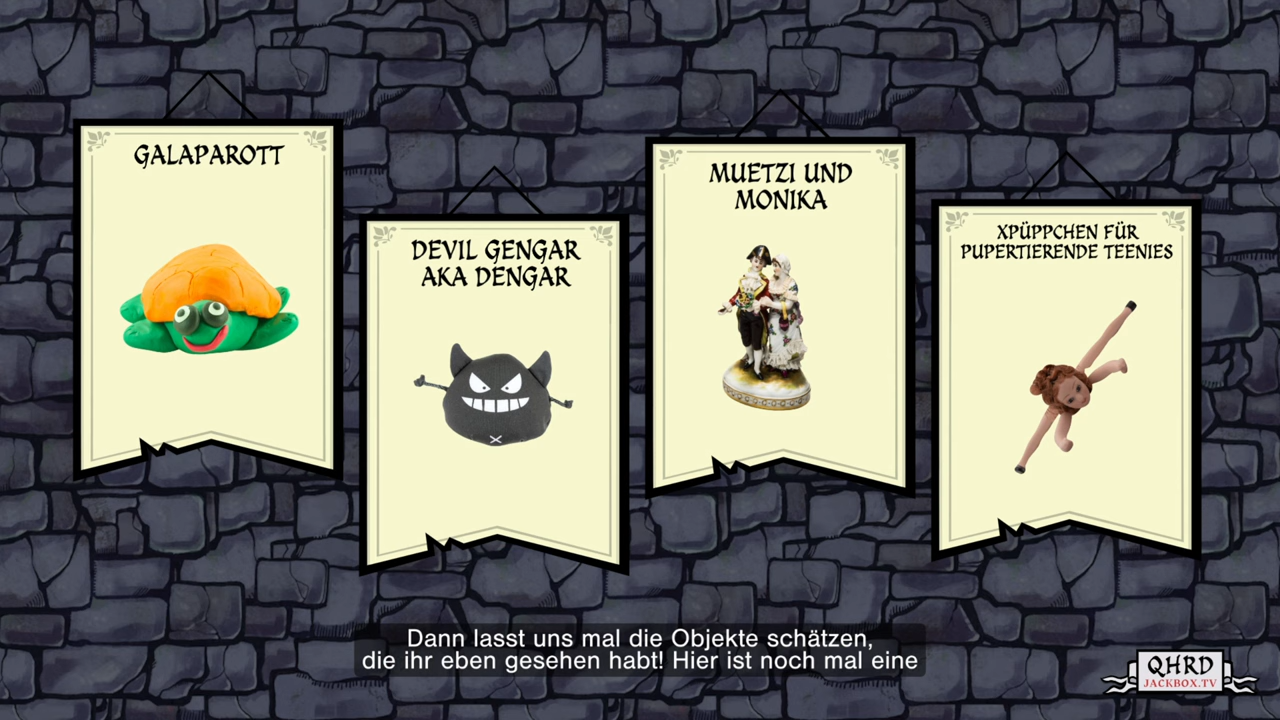 GALAPAROTT
DEVIL GENGAR
AKA DENGAR
MUETZI UND
MONIKA
XPÜPPCHEN FÜR
PUPERTIERENDE TEENIES
Dann lasst uns mal die Objekte schätzen,
die ihr eben gesehen habt! Hier ist noch mal eine
QHRD
JACKBOX.TV